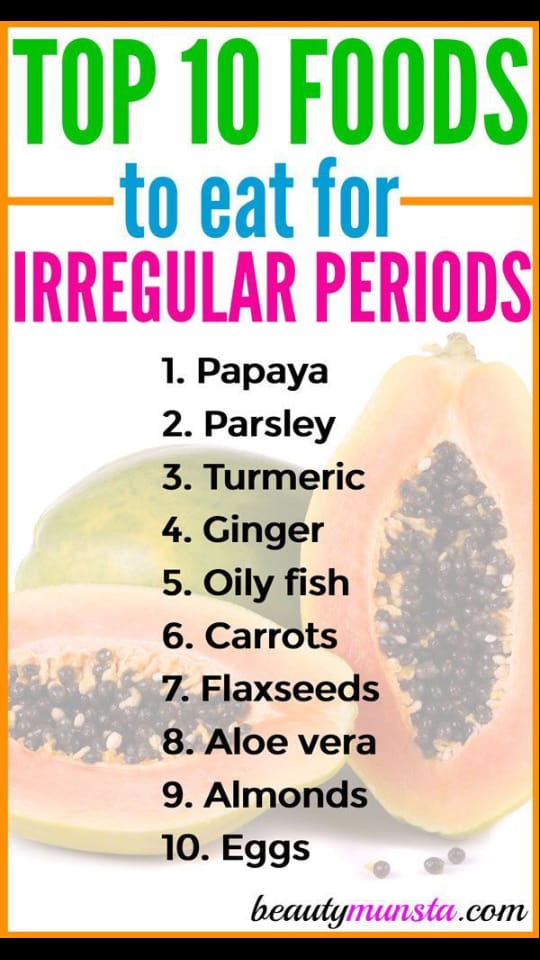 TOP 10 FOODS
to eat for
IRREGULAR PERIODS
1. Papaya
2. Parsley
3. Turmeric
4. Ginger
5. Oily fish
6. Carrots
7. Flaxseeds
8. Aloe vera
9. Almonds
10. Eggs
beautymunsta.com